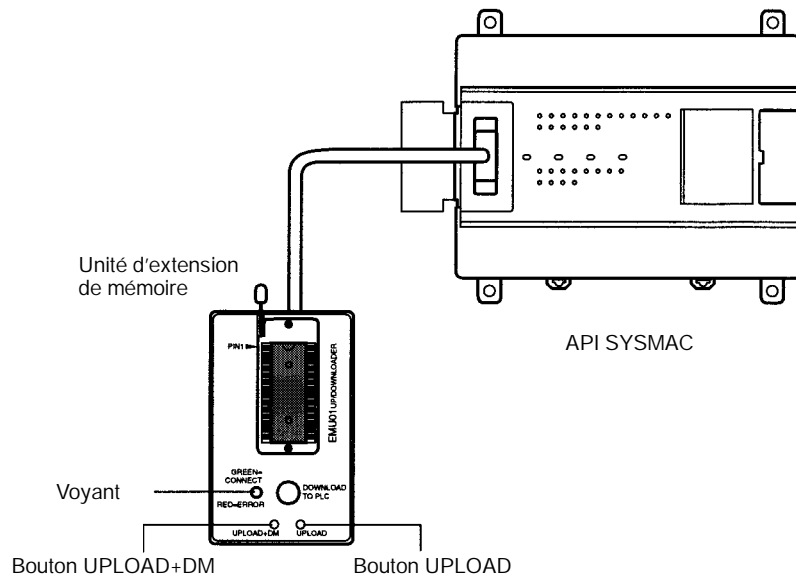 Unité d'extension
de mémoire
API SYSMAC
PIN1
EMU01 UP/DOWNLOADER
GREEN=
CONNECT
RED=ERROR
DOWNLOAD
TO PLC
Voyant
UPLOAD+DM
UPLOAD
Bouton UPLOAD+DM
Bouton UPLOAD